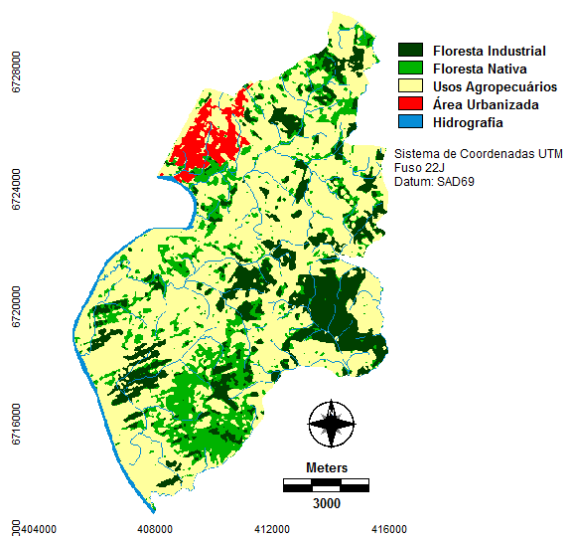 Floresta Industrial
Floresta Nativa
Usos Agropecuários
Área Urbanizada
Hidrografia
Sistema de Coordenadas UTM
Fuso 22J
Datum: SAD69
6728000
6724000
6720000
6716000
Meters
3000
404000
408000
412000
416000